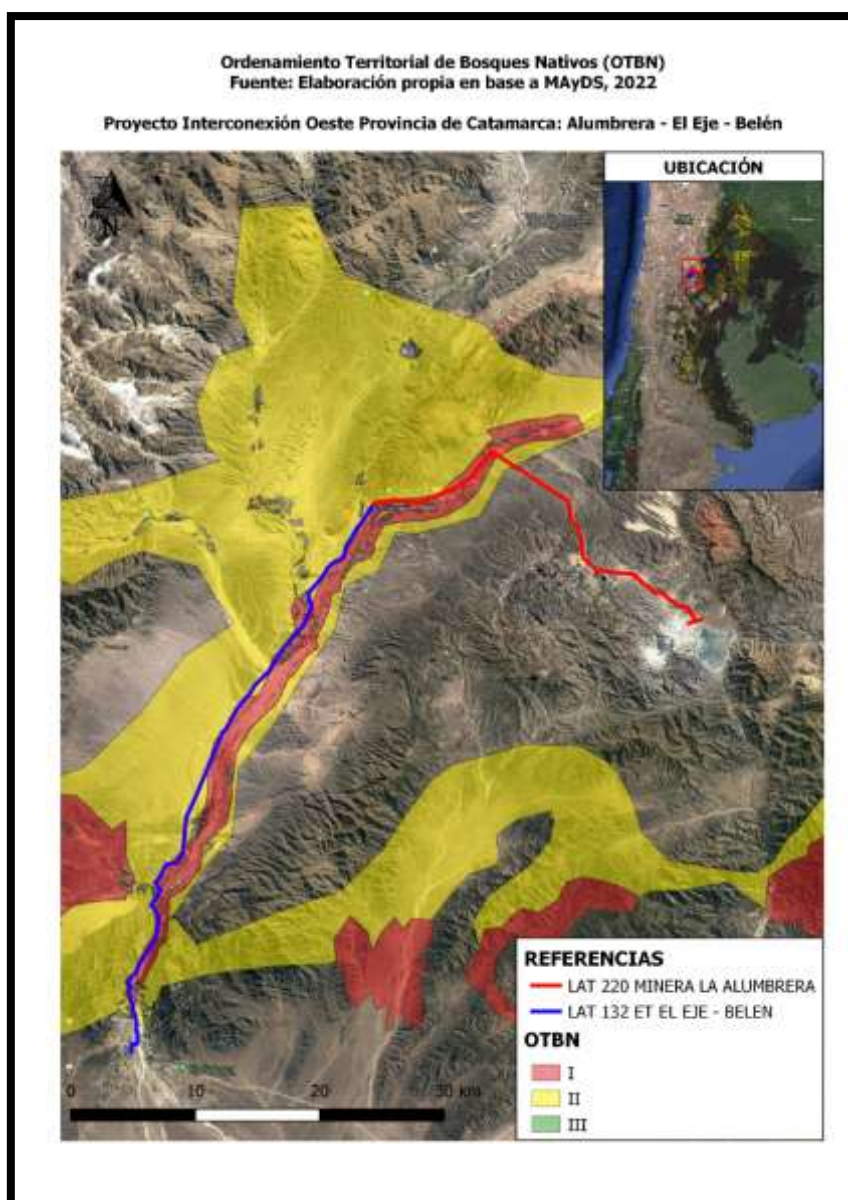 Ordenamiento Territorial de Bosques Nativos (OTBN)
Fuente: Elaboración propia en base a MAyDS, 2022
Proyecto Interconexión Oeste Provincia de Catamarca: Alumbrera - El Eje - Belén
UBICACIÓN
N
REFERENCIAS
LAT 220 MINERA LA ALUMBRERA
LAT 132 ET EL EJE - BELEN
OTBN
I
II
III
0 10 20 30 km